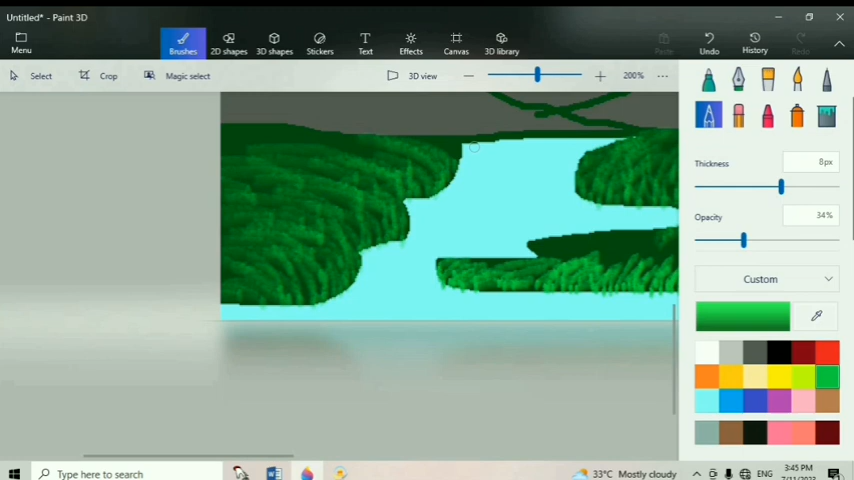 Untitled* - Paint 3D
Menu
Brushes
2D shapes
3D shapes
Stickers
Text
Effects
Canvas
3D library
Paste
Undo
History
Redo
Select
Crop
Magic select
3D view
200%
Thickness
8px
Opacity
34%
Custom
Type here to search
33°C Mostly cloudy
ENG
3:45 PM